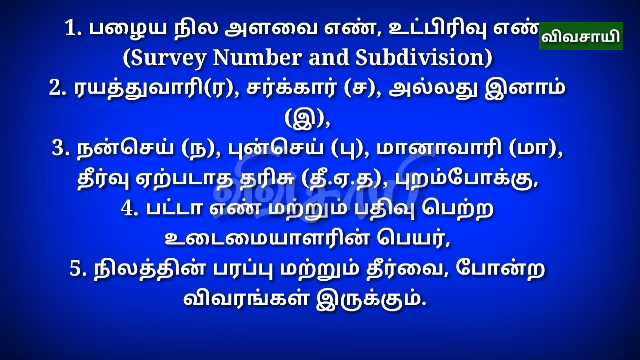 1. பழைய நில அளவை எண், உட்பிரிவு எண்
விவசாயி
(Survey Number and Subdivision)
2. ரயத்துவாரி(ர), சர்க்கார் (ச), அல்லது இனாம்
(இ),
3. நன்செய் (ந), புன்செய் (பு), மானாவாரி (மா),
தீர்வு ஏற்படாத தரிசு (தீ.ஏ.த), புறம்போக்கு,
4. பட்டா எண் மற்றும் பதிவு பெற்ற
உடைமையாளரின் பெயர்,
5. நிலத்தின் பரப்பு மற்றும் தீர்வை, போன்ற
விவரங்கள் இருக்கும்.